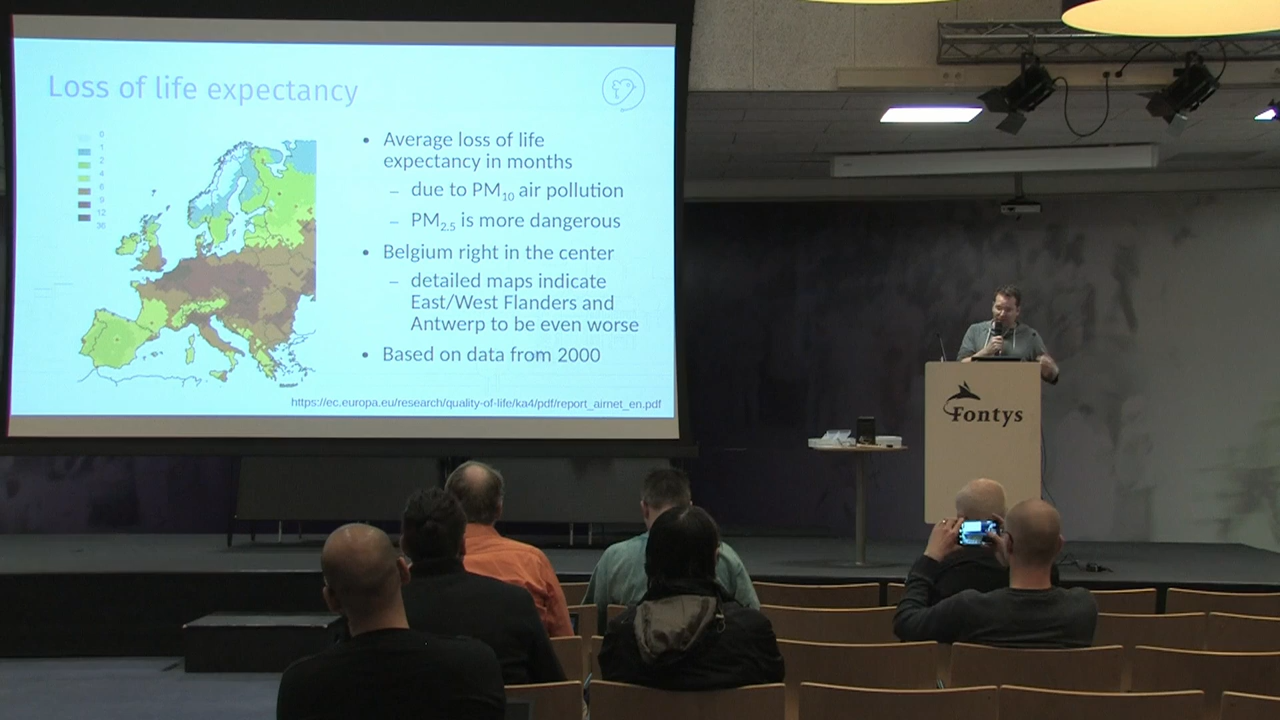 Loss of life expectancy
0
1
2
4
6
9
12
36
• Average loss of life
expectancy in months
– due to PM10 air pollution
– PM2.5 is more dangerous
• Belgium right in the center
– detailed maps indicate
East/West Flanders and
Antwerp to be even worse
• Based on data from 2000
https://ec.europa.eu/research/quality-of-life/ka4/pdf/report_airnet_en.pdf
Fontys